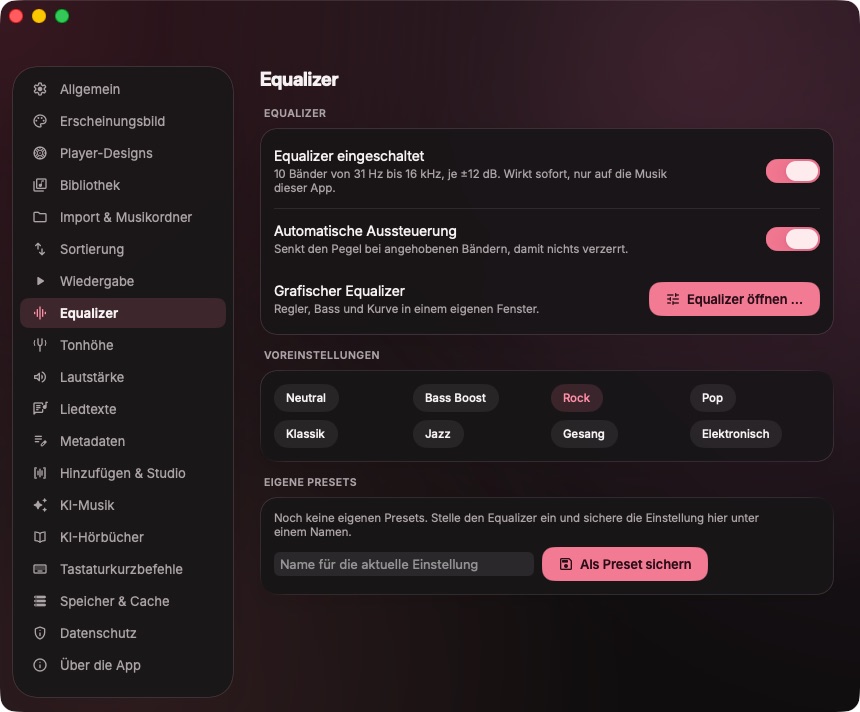 Equalizer
Allgemein
Erscheinungsbild
Player-Designs
Bibliothek
Import & Musikordner
Sortierung
Wiedergabe
Equalizer
Tonhöhe
Lautstärke
Liedtexte
Metadaten
Hinzufügen & Studio
KI-Musik
KI-Hörbücher
Tastaturkurzbefehle
Speicher & Cache
Datenschutz
Über die App
EQUALIZER
Equalizer eingeschaltet
10 Bänder von 31 Hz bis 16 kHz, je ±12 dB. Wirkt sofort, nur auf die Musik
dieser App.
Automatische Aussteuerung
Senkt den Pegel bei angehobenen Bändern, damit nichts verzerrt.
Grafischer Equalizer
Regler, Bass und Kurve in einem eigenen Fenster.
Equalizer öffnen ...
VOREINSTELLUNGEN
Neutral
Bass Boost
Rock
Pop
Klassik
Jazz
Gesang
Elektronisch
EIGENE PRESETS
Noch keine eigenen Presets. Stelle den Equalizer ein und sichere die Einstellung hier unter
einem Namen.
Name für die aktuelle Einstellung
Als Preset sichern